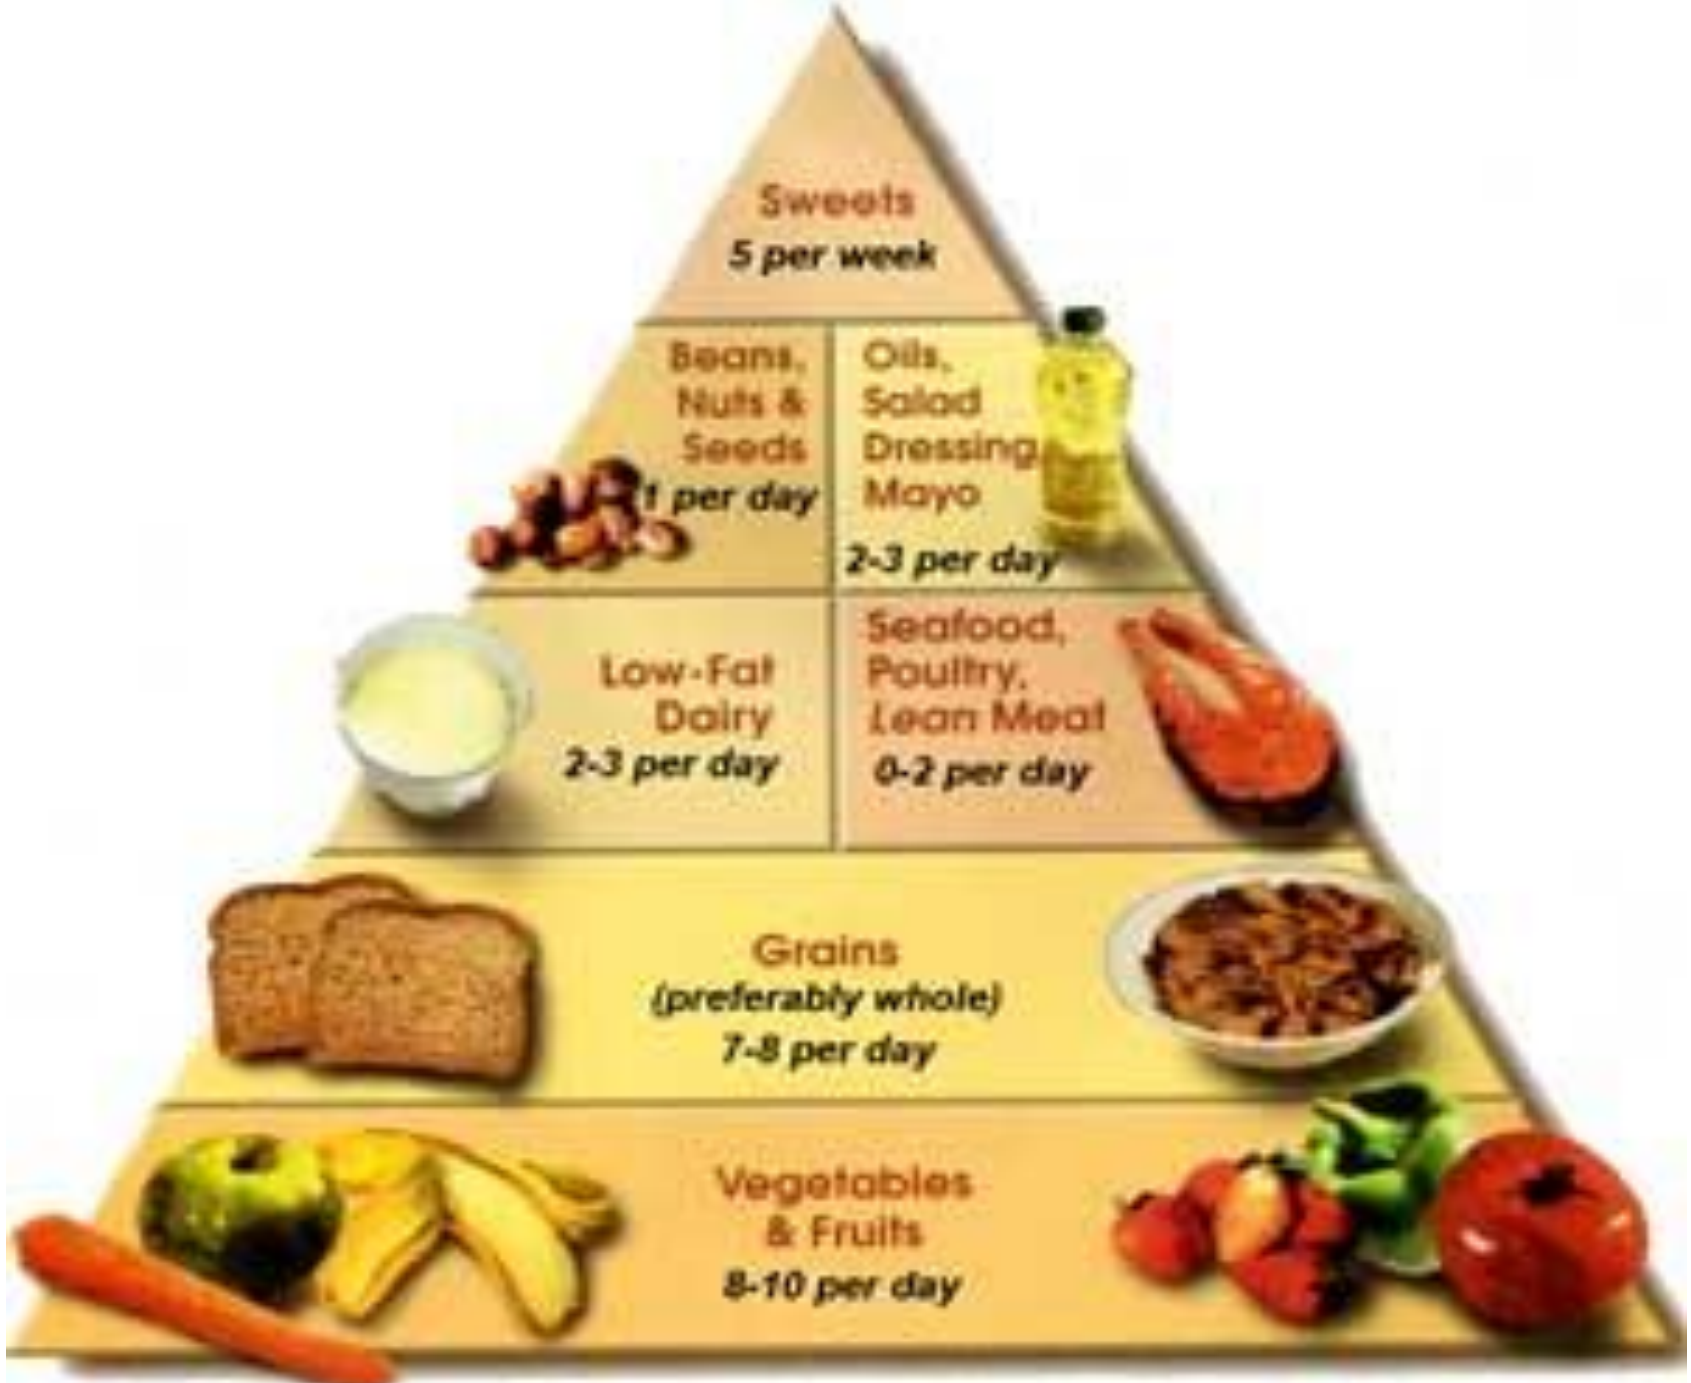 Sweets
5 per week
Beans,
Nuts &
Seeds
1 per day
Oils,
Salad
Dressing,
Mayo
2-3 per day
Low-Fat
Dairy
2-3 per day
Seafood,
Poultry,
Lean Meat
0-2 per day
Grains
(preferably whole)
7-8 per day
Vegetables
& Fruits
8-10 per day